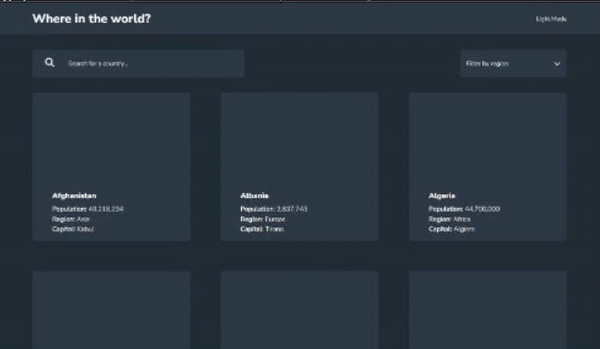 Where in the world?
Light Mode
Search for a country...
Filter by region
Afghanistan
Population: 40,218,234
Region: Asia
Capital: Kabul
Albania
Population: 2,837,743
Region: Europe
Capital: Tirana
Algeria
Population: 44,700,000
Region: Africa
Capital: Algiers